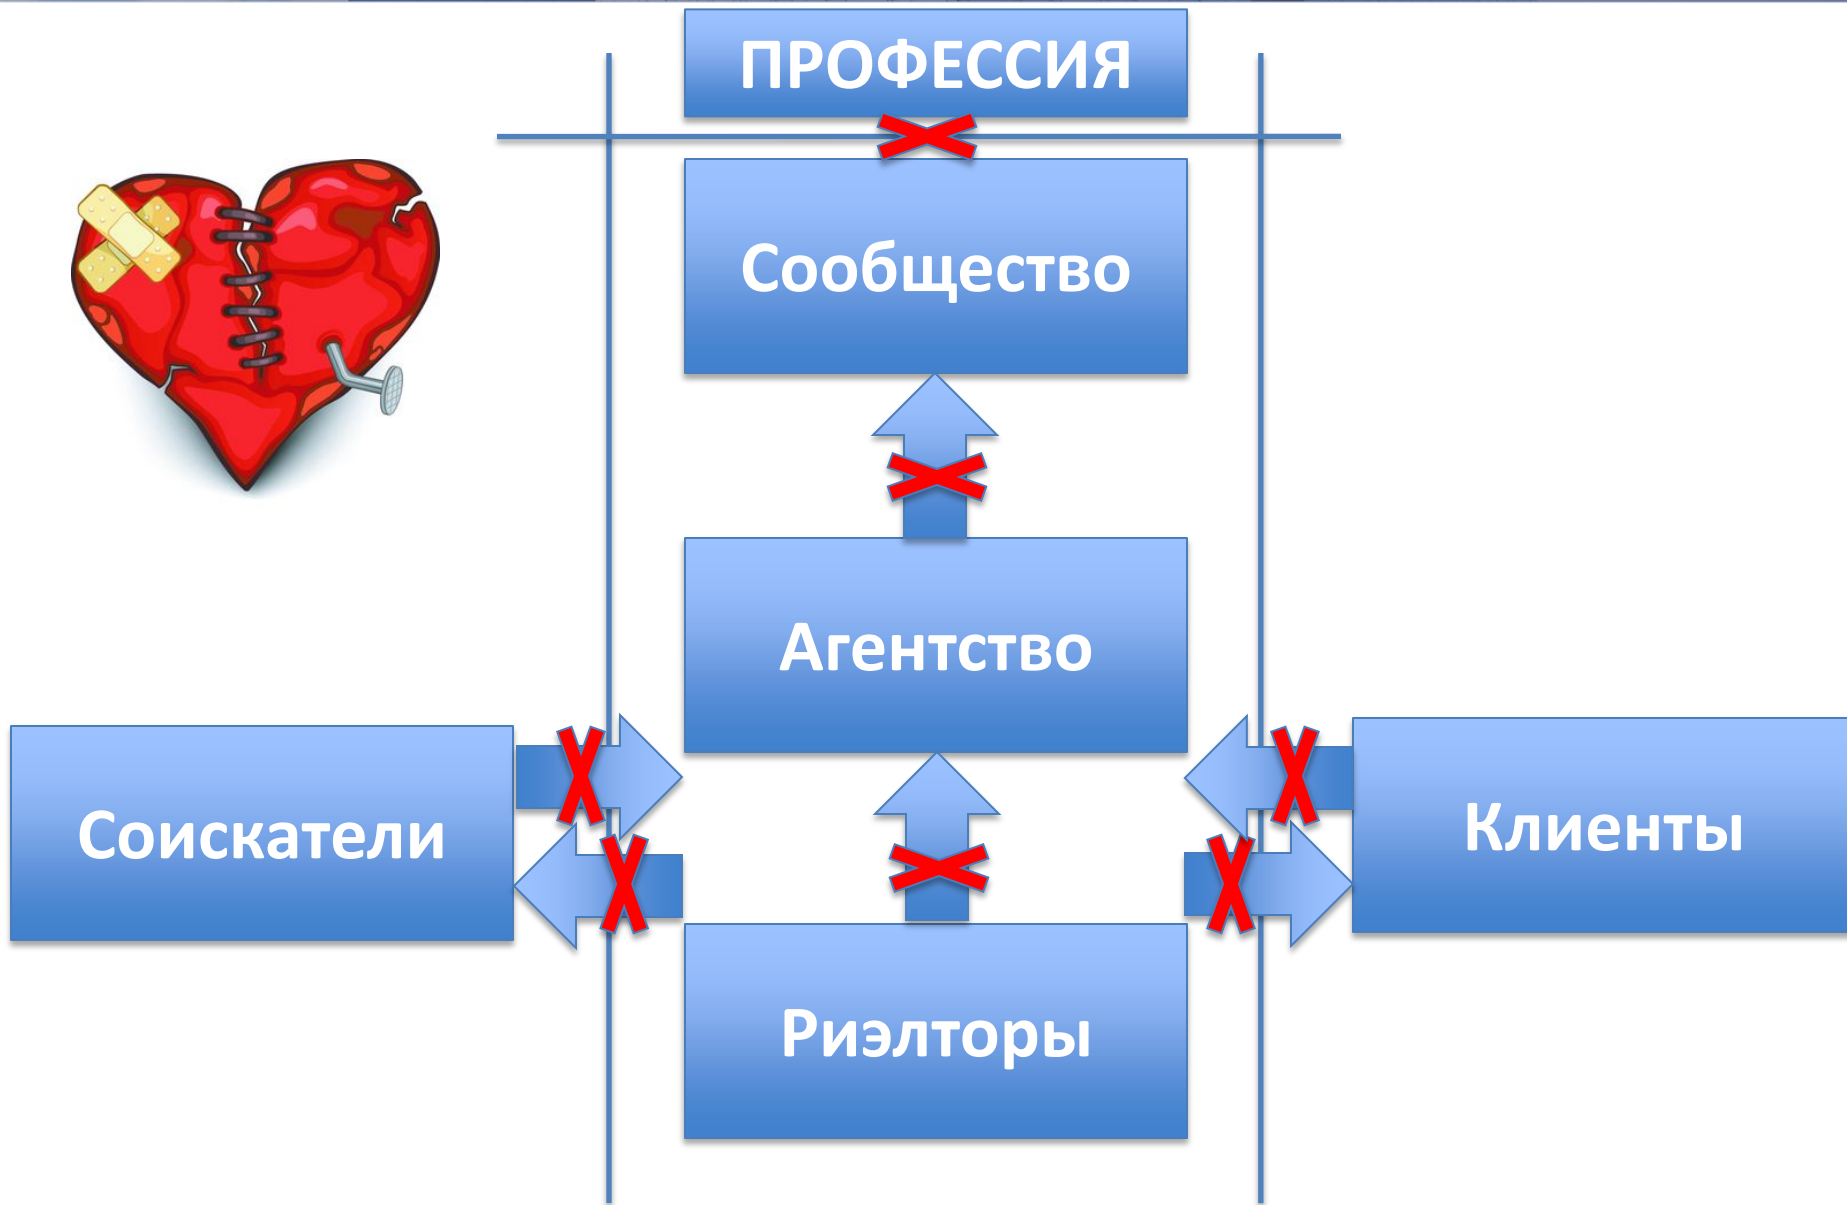 ПРОФЕССИЯ
Сообщество
Агентство
Соискатели
Клиенты
Риэлторы